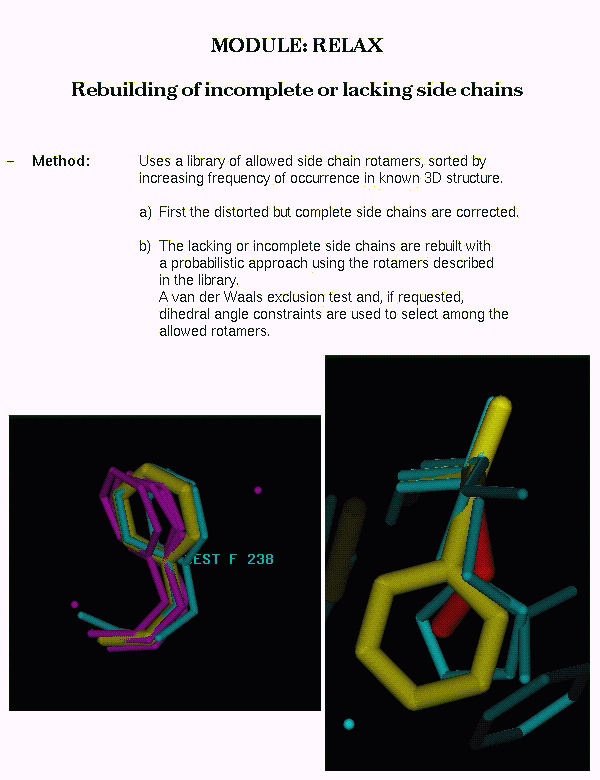 MODULE: RELAX
Rebuilding of incomplete or lacking side chains
– Method: Uses a library of allowed side chain rotamers, sorted by
increasing frequency of occurrence in known 3D structure.
a) First the distorted but complete side chains are corrected.
b) The lacking or incomplete side chains are rebuilt with
a probabilistic approach using the rotamers described
in the library.
A van der Waals exclusion test and, if requested,
dihedral angle constraints are used to select among the
allowed rotamers.
F 238